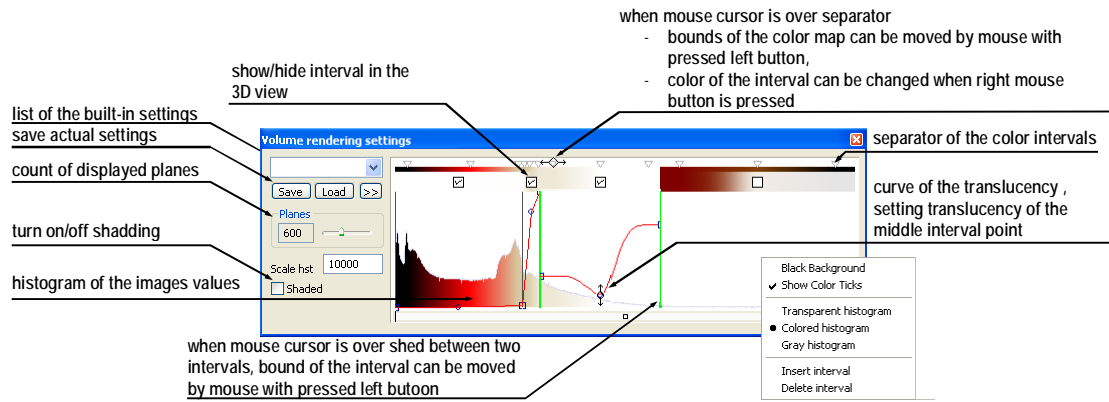 when mouse cursor is over separator
- bounds of the color map can be moved by mouse with
pressed left button,
- color of the interval can be changed when right mouse
button is pressed
show/hide interval in the
3D view
list of the built-in settings
save actual settings
count of displayed planes
turn on/off shadding
histogram of the images values
Volume rendering settings
Save Load >>
Planes
600
Scale hst 10000
Shaded
separator of the color intervals
curve of the translucency ,
setting translucency of the
middle interval point
Black Background
Show Color Ticks
Transparent histogram
Colored histogram
Gray histogram
Insert interval
Delete interval
when mouse cursor is over shed between two
intervals, bound of the interval can be moved
by mouse with pressed left butoon